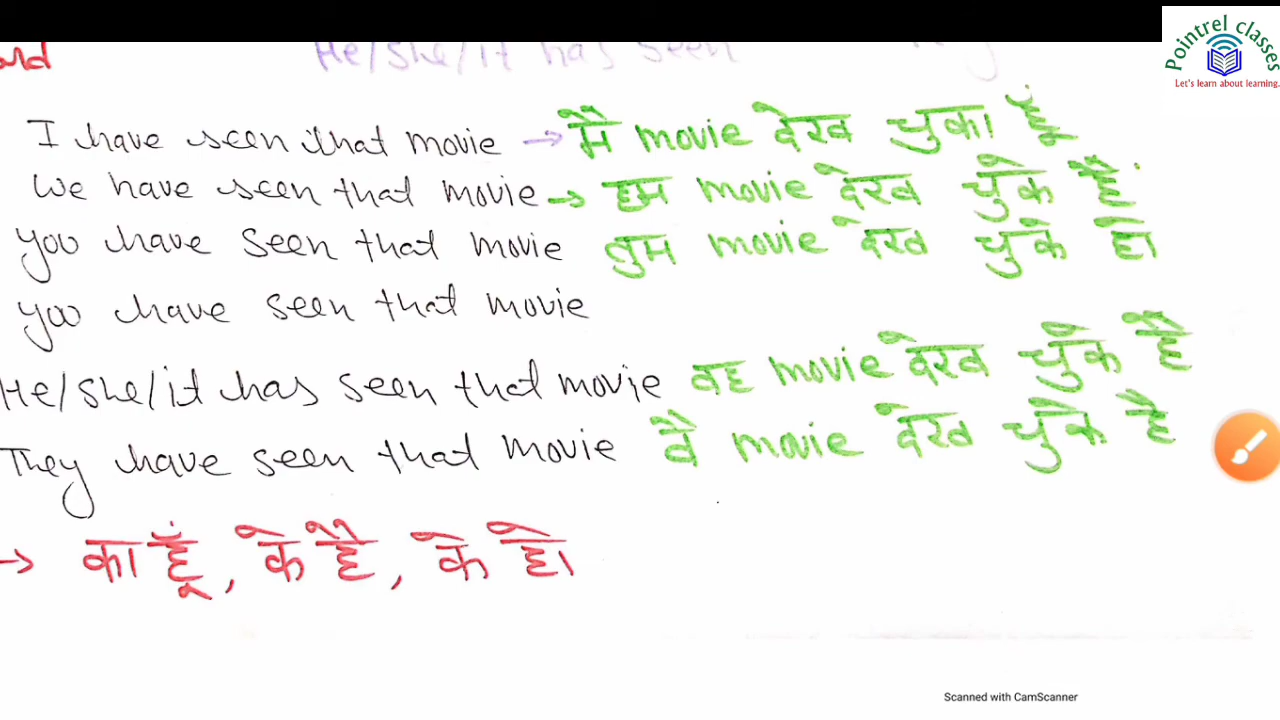 Pointrel classes
Let's learn about learning.
He/she/it has seen
I have seen that movie → मै movie देख चुका हूँ
We have seen that movie → हम movie देख चुके हैं
you have seen that movie तुम movie देख चुके हो
you have seen that movie
He/she/it has seen that movie वह movie देख चुके है
They have seen that movie वे movie देख चुके है
→ का हूँ, के है, के हो
Scanned with CamScanner